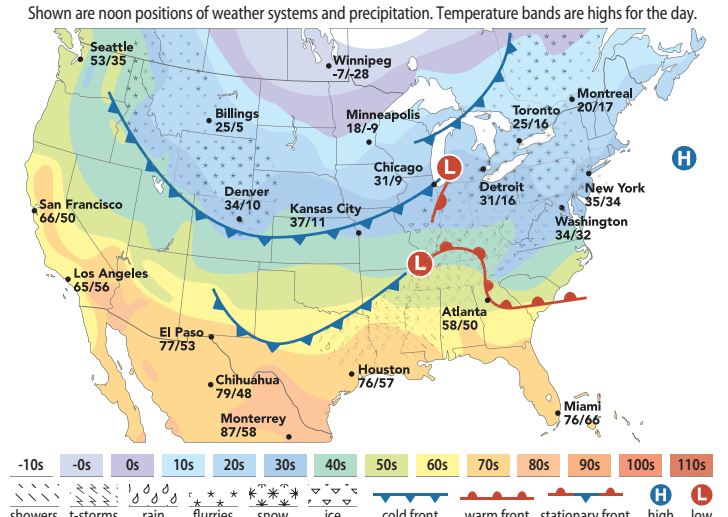 Shown are noon positions of weather systems and precipitation. Temperature bands are highs for the day.
Seattle
53/35
Winnipeg
-7/-28
Billings
25/5
Minneapolis
18/-9
Toronto
25/16
Montreal
20/17
Chicago
31/9
L
H
Detroit
31/16
New York
35/34
Denver
34/10
San Francisco
66/50
Kansas City
37/11
Washington
34/32
L
Los Angeles
65/56
Atlanta
58/50
El Paso
77/53
Houston
76/57
Chihuahua
79/48
Miami
76/66
Monterrey
87/58
-10s -0s 0s 10s 20s 30s 40s 50s 60s 70s 80s 90s 100s 110s
H L
showers t-storms rain flurries snow ice cold front warm front stationary front high low